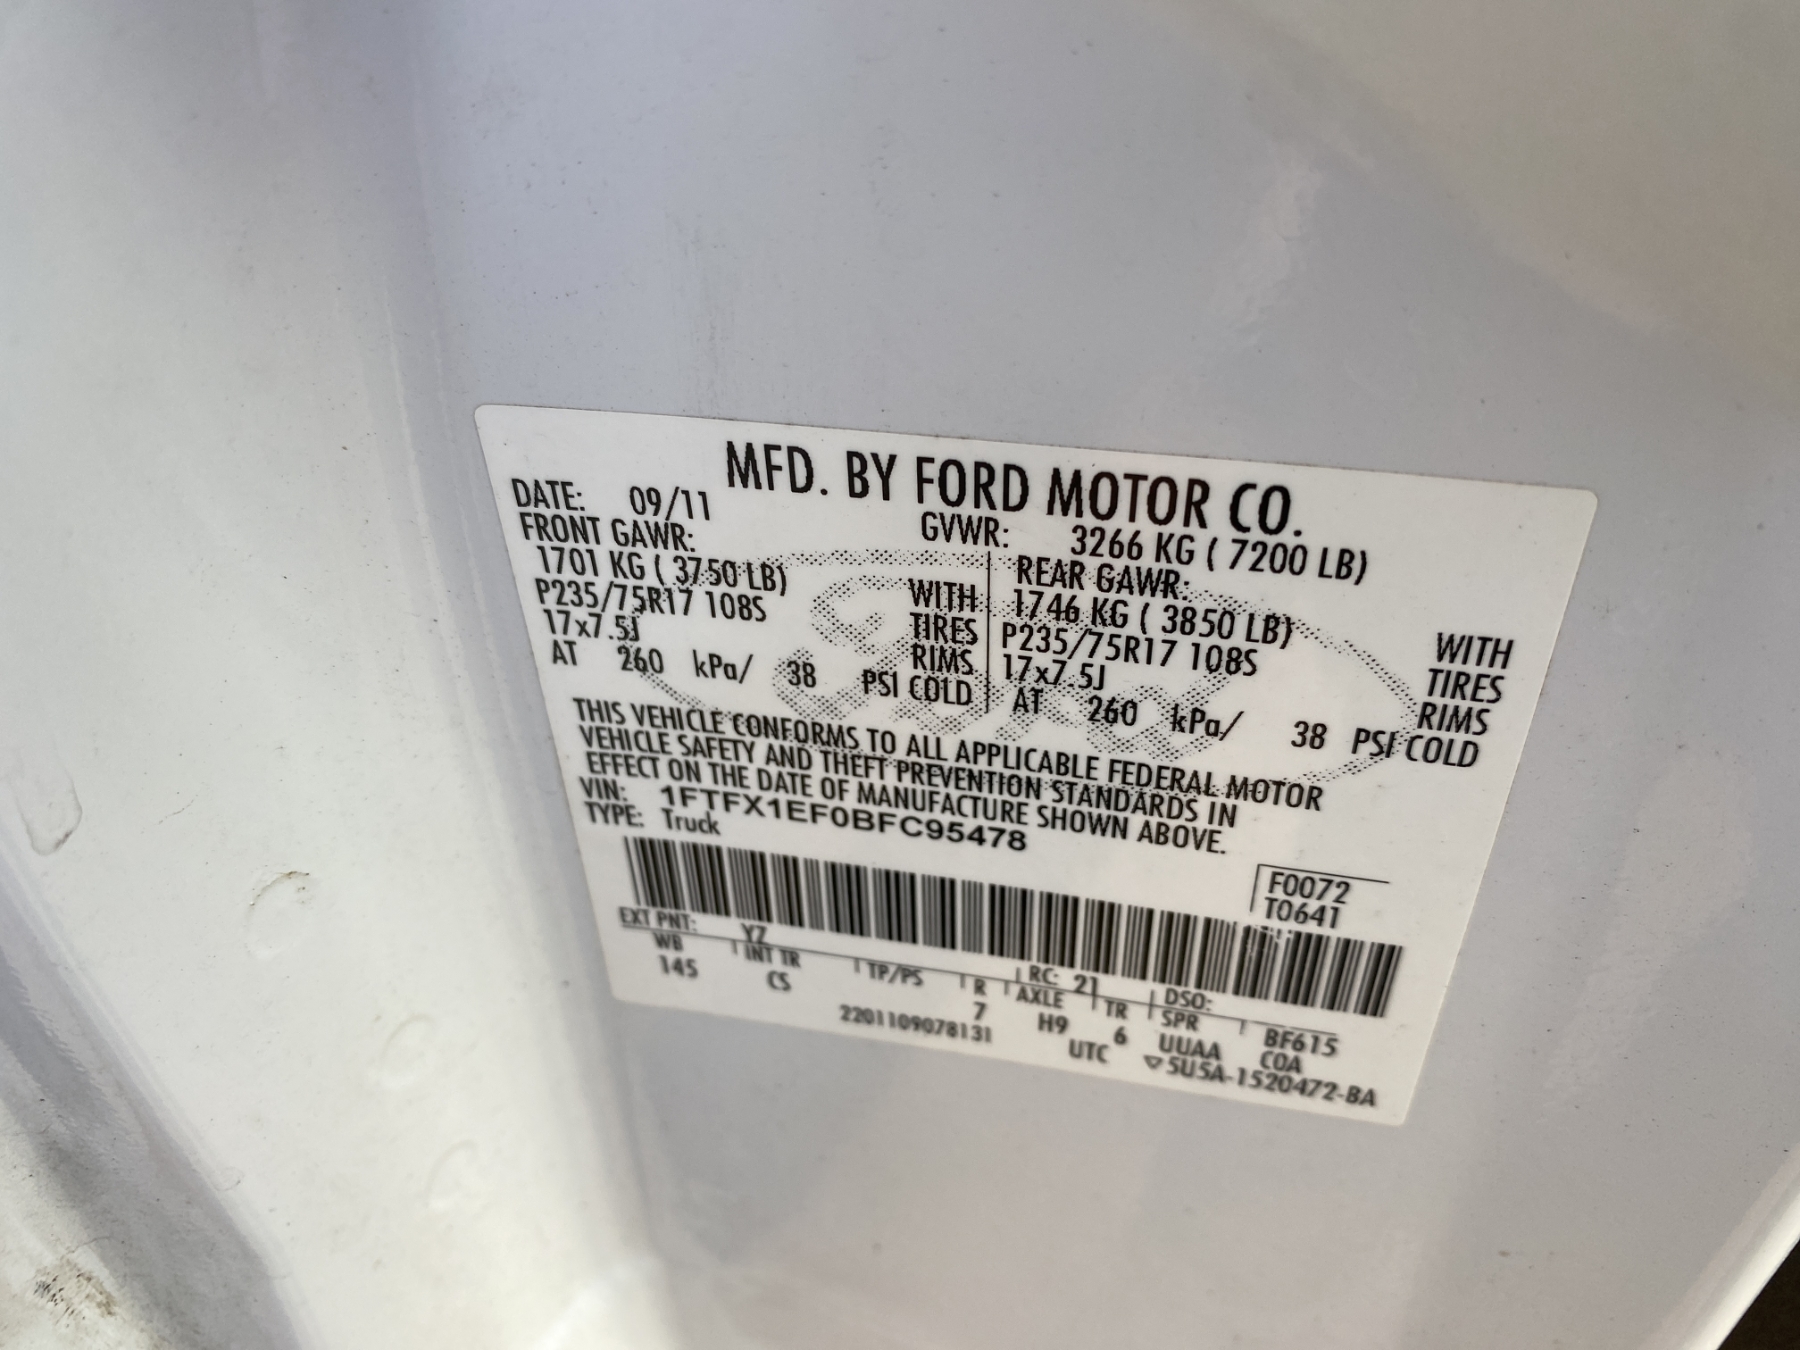 MFD. BY FORD MOTOR CO.
DATE: 09/11 GVWR: 3266 KG ( 7200 LB)
FRONT GAWR: REAR GAWR:
1701 KG ( 3750 LB) WITH 1746 KG ( 3850 LB) WITH
P235/75R17 108S TIRES P235/75R17 108S TIRES
17x7.5J RIMS 17x7.5J RIMS
AT 260 kPa/ 38 PSI COLD AT 260 kPa/ 38 PSI COLD
THIS VEHICLE CONFORMS TO ALL APPLICABLE FEDERAL MOTOR
VEHICLE SAFETY AND THEFT PREVENTION STANDARDS IN
EFFECT ON THE DATE OF MANUFACTURE SHOWN ABOVE.
VIN: 1FTFX1EF0BFC95478
TYPE: Truck
F0072
T0641
EXT PNT: YZ RC: 21 DSO:
WB INT TR TP/PS R AXLE TR SPR BF615
145 CS 7 H9 6 UUAA COA
2201109078131 UTC ▽5U5A-1520472-BA